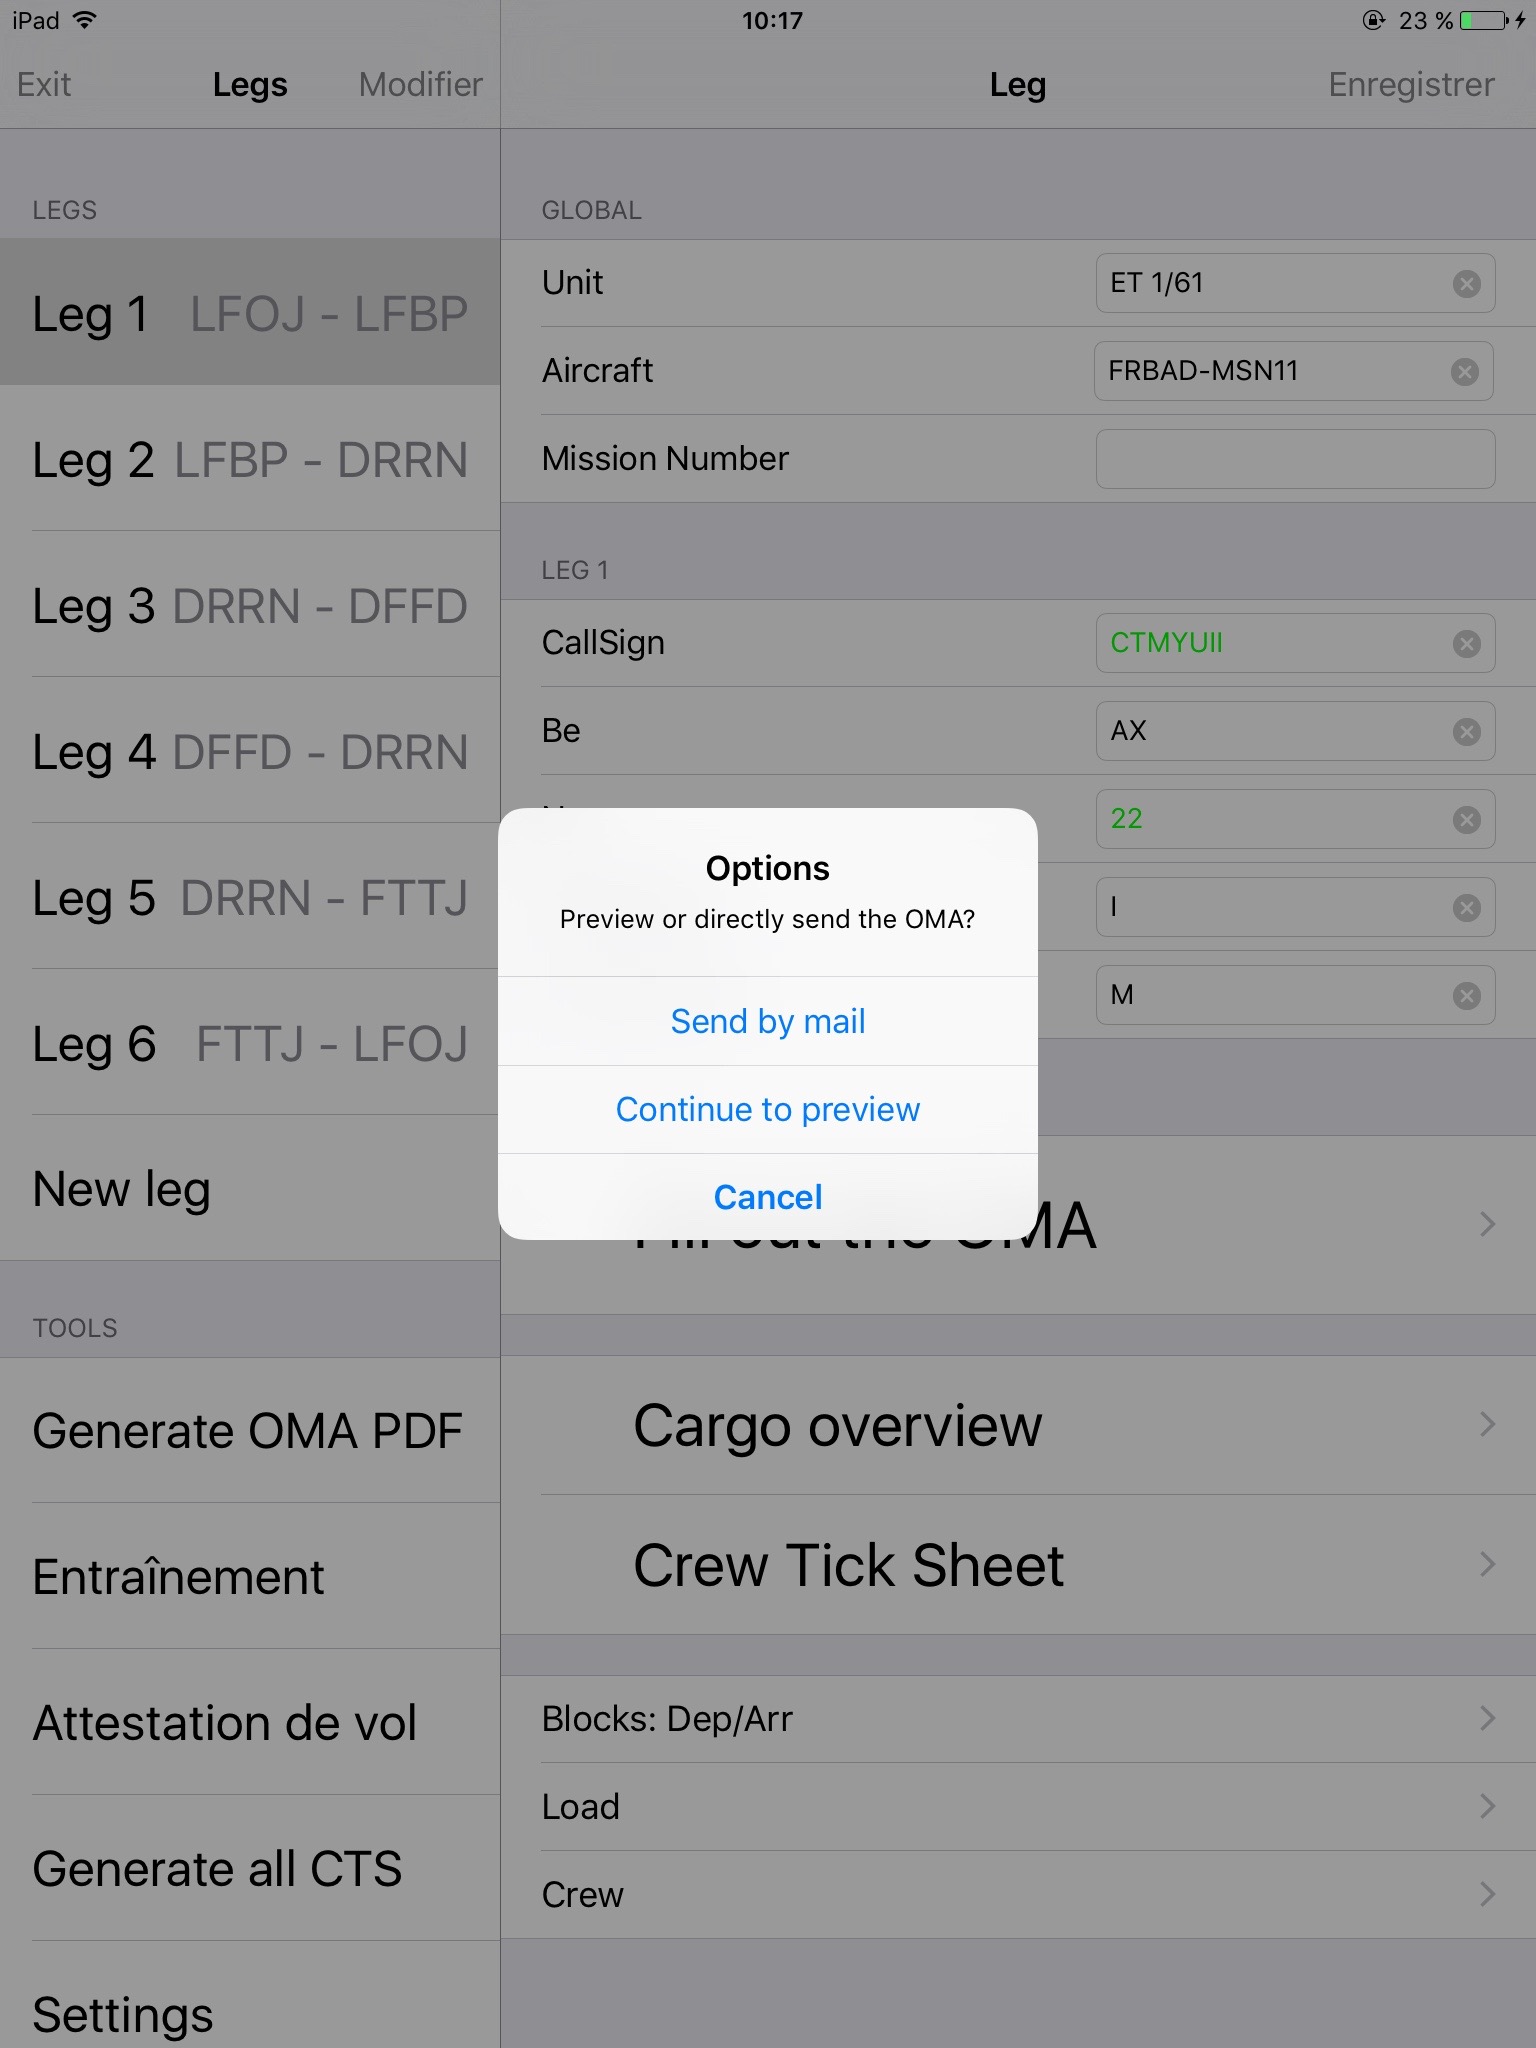 iPad 10:17 23 %
Exit Legs Modifier
Leg Enregistrer
LEGS
Leg 1 LFOJ - LFBP
Leg 2 LFBP - DRRN
Leg 3 DRRN - DFFD
Leg 4 DFFD - DRRN
Leg 5 DRRN - FTTJ
Leg 6 FTTJ - LFOJ
New leg
TOOLS
Generate OMA PDF
Entraînement
Attestation de vol
Generate all CTS
Settings
GLOBAL
Unit ET 1/61
Aircraft FRBAD-MSN11
Mission Number
LEG 1
CallSign CTMYUII
Be AX
22
I
M
Options
Preview or directly send the OMA?
Send by mail
Continue to preview
Cancel
Fill out the OMA
Cargo overview
Crew Tick Sheet
Blocks: Dep/Arr
Load
Crew